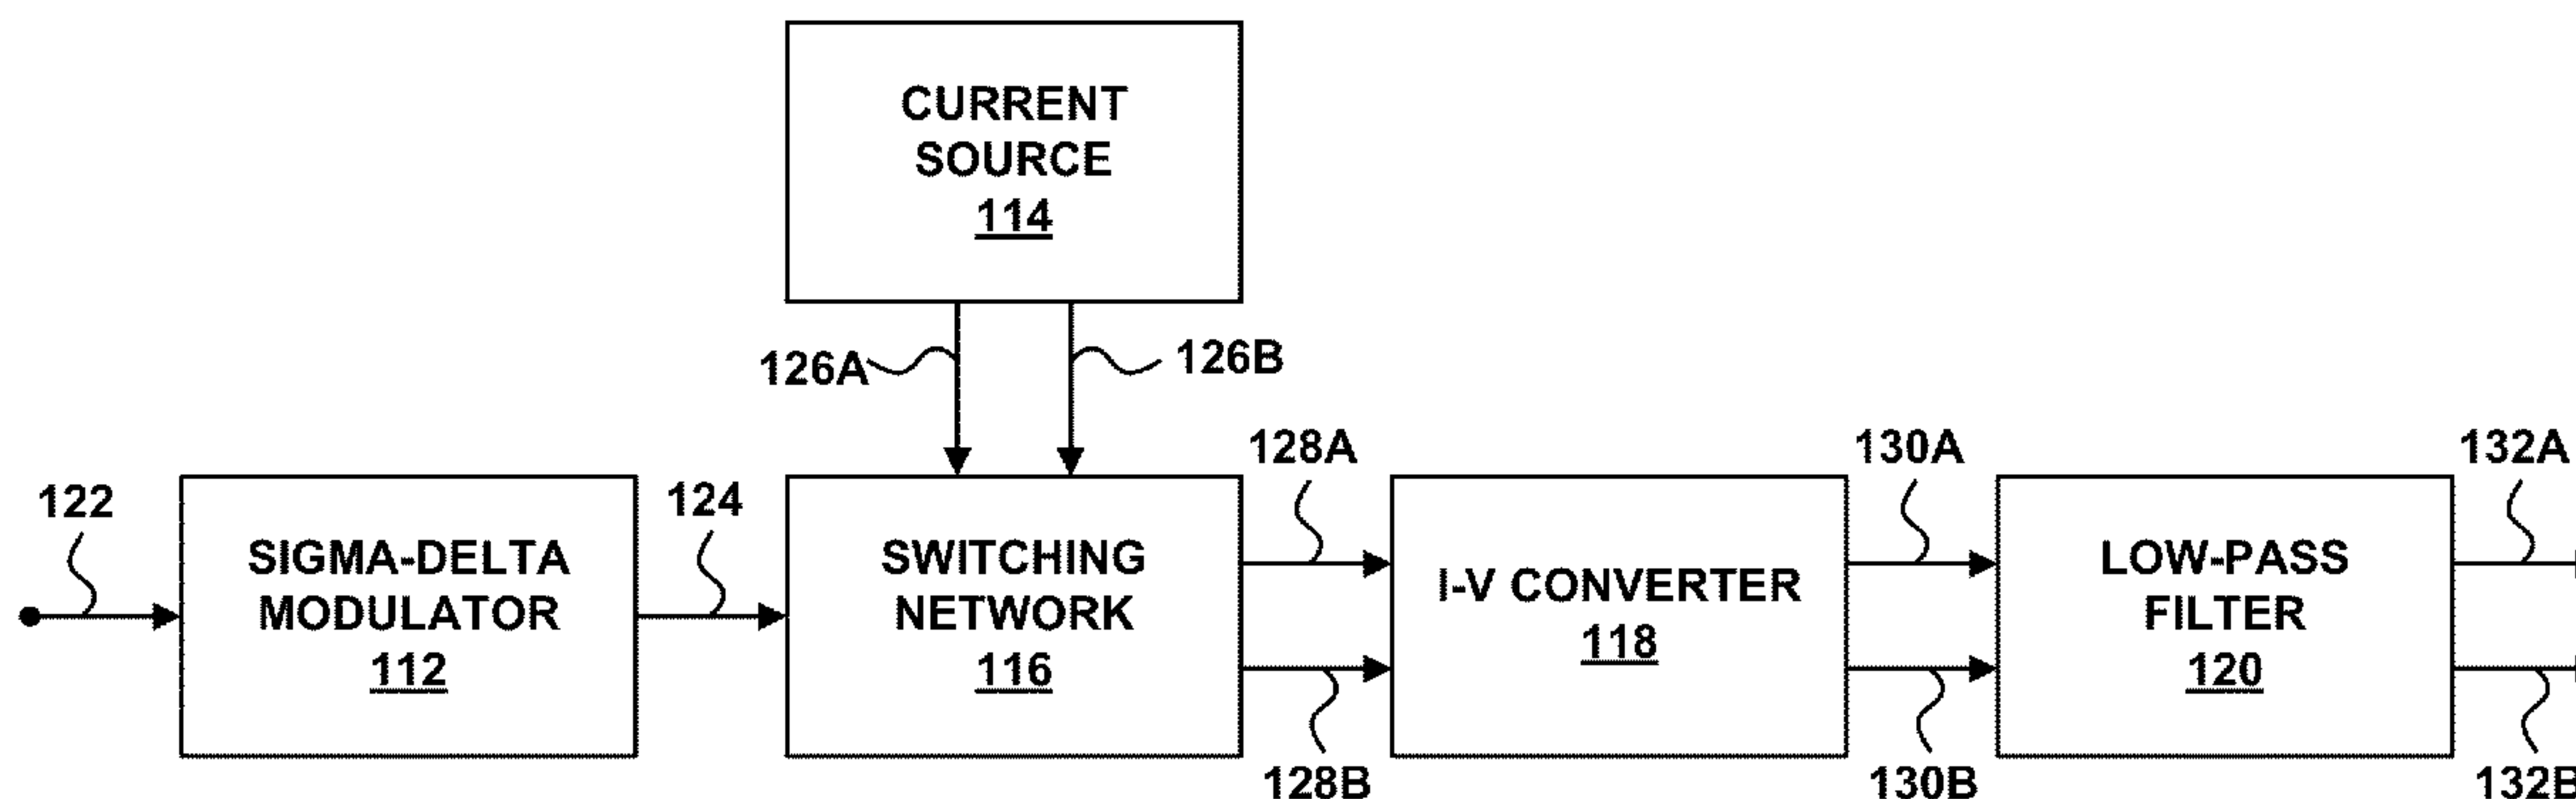 CURRENT
SOURCE
114
126A
126B
122
124
128A
130A
132A
SIGMA-DELTA
MODULATOR
112
SWITCHING
NETWORK
116
I-V CONVERTER
118
LOW-PASS
FILTER
120
128B
130B
132B